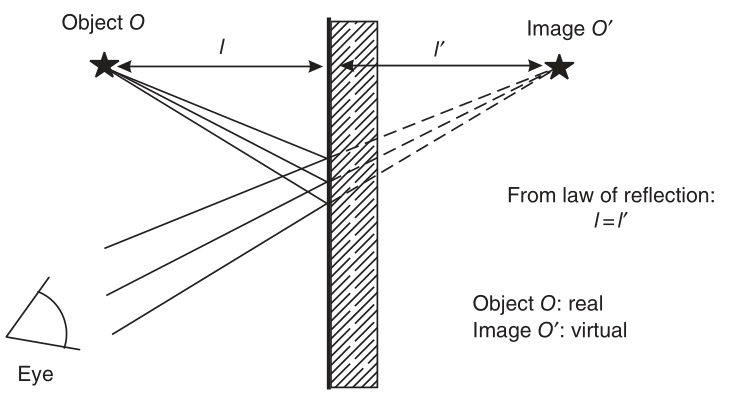 Object O
Image O′
l
l′
From law of reflection:
l=l′
Object O: real
Image O′: virtual
Eye